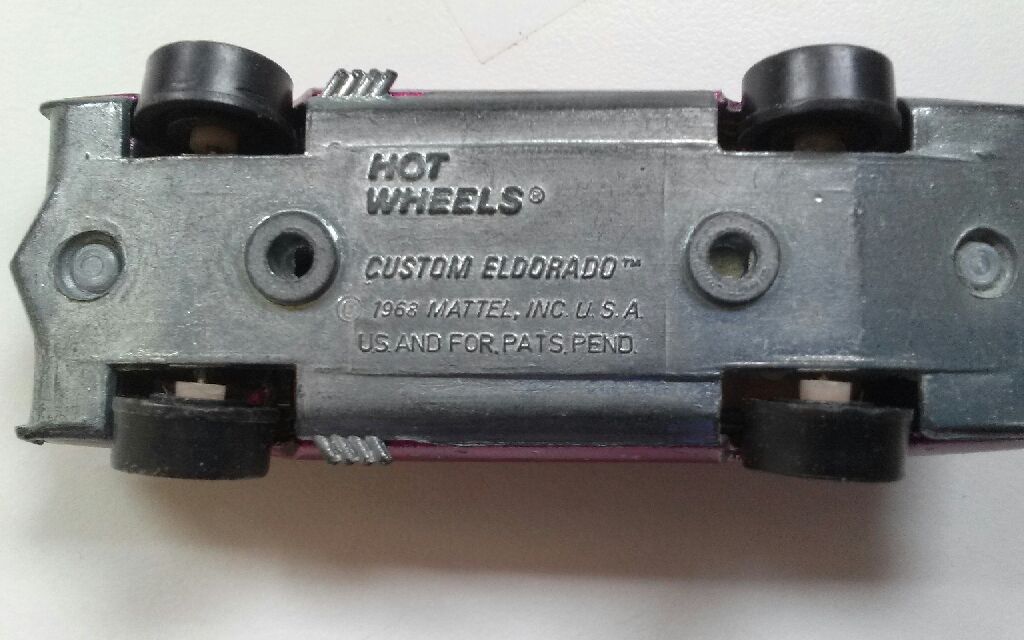 HOT
WHEELS®
CUSTOM ELDORADO™
© 1968 MATTEL, INC. U.S.A.
US. AND FOR. PATS. PEND.